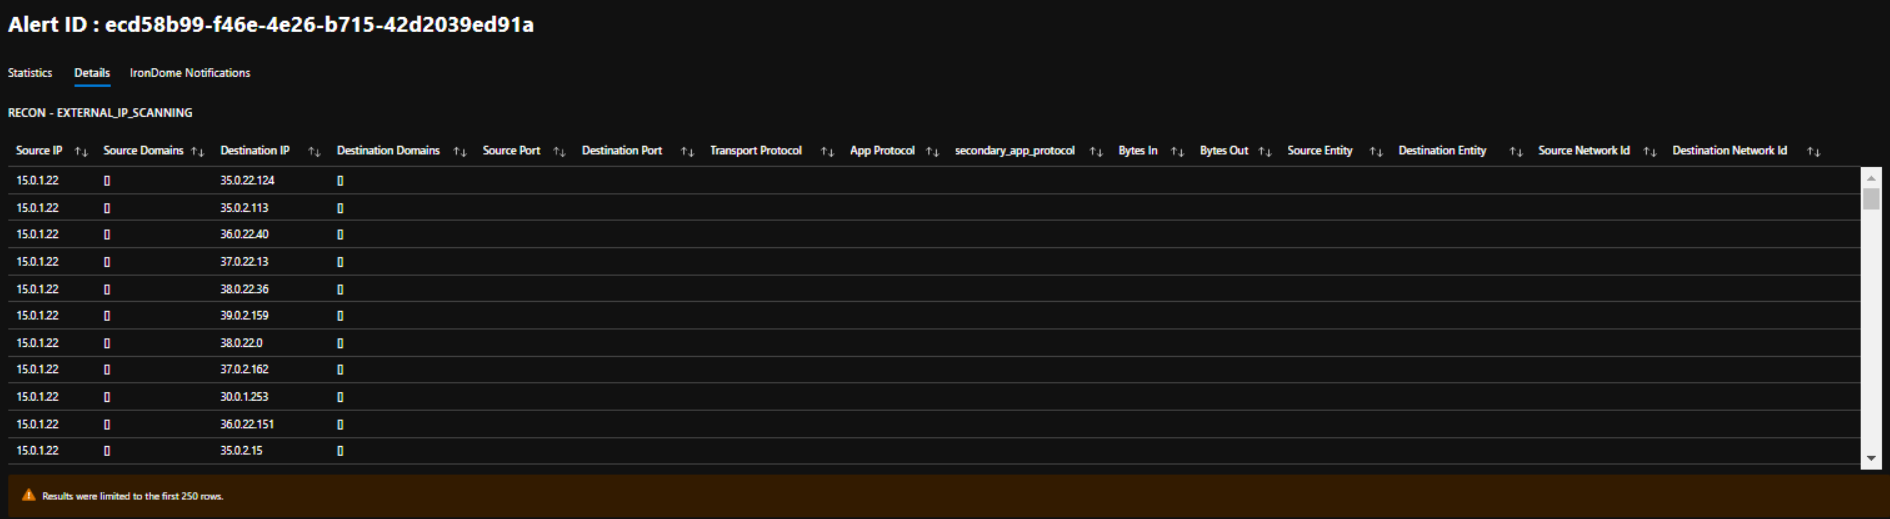 Alert ID : ecd58b99-f46e-4e26-b715-42d2039ed91a
Statistics Details IronDome Notifications
RECON - EXTERNAL_IP_SCANNING
Source IP ↑↓ Source Domains ↑↓ Destination IP ↑↓ Destination Domains ↑↓ Source Port ↑↓ Destination Port ↑↓ Transport Protocol ↑↓ App Protocol ↑↓ secondary_app_protocol ↑↓ Bytes In ↑↓ Bytes Out ↑↓ Source Entity ↑↓ Destination Entity ↑↓ Source Network Id ↑↓ Destination Network Id ↑↓
15.0.1.22 [] 35.0.22.124 []
15.0.1.22 [] 35.0.2.113 []
15.0.1.22 [] 36.0.22.40 []
15.0.1.22 [] 37.0.22.13 []
15.0.1.22 [] 38.0.22.36 []
15.0.1.22 [] 39.0.2.159 []
15.0.1.22 [] 38.0.22.0 []
15.0.1.22 [] 37.0.2.162 []
15.0.1.22 [] 30.0.1.253 []
15.0.1.22 [] 36.0.22.151 []
15.0.1.22 [] 35.0.2.15 []
Results were limited to the first 250 rows.